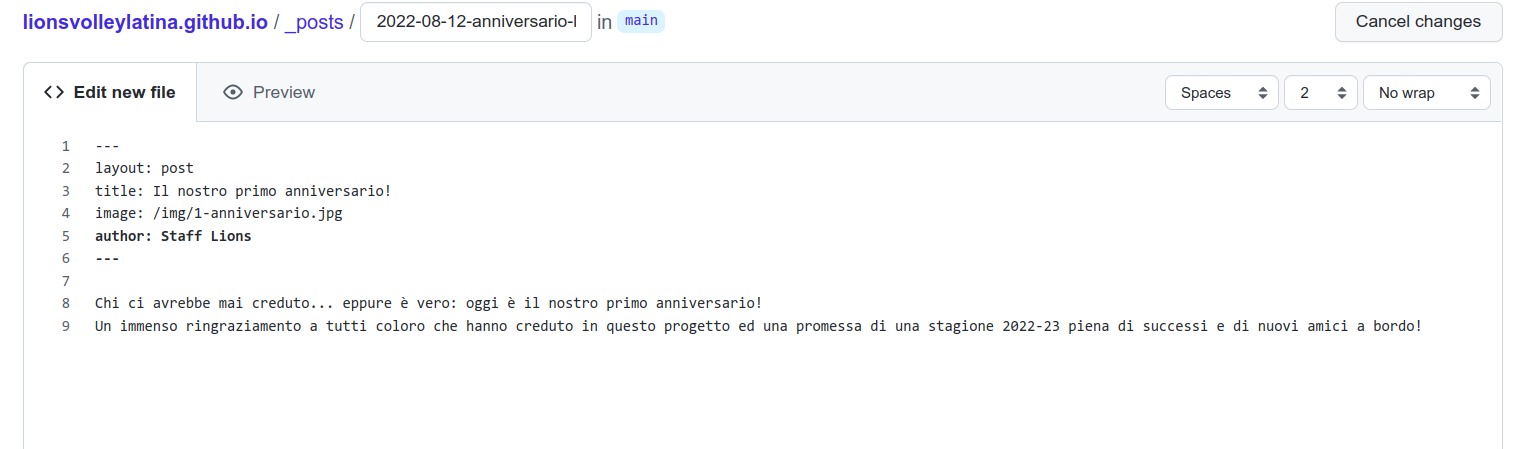 lionsvolleylatina.github.io / _posts / 2022-08-12-anniversario-l in main Cancel changes
Edit new file Preview Spaces 2 No wrap
1 ---
2 layout: post
3 title: Il nostro primo anniversario!
4 image: /img/1-anniversario.jpg
5 author: Staff Lions
6 ---
7
8 Chi ci avrebbe mai creduto... eppure è vero: oggi è il nostro primo anniversario!
9 Un immenso ringraziamento a tutti coloro che hanno creduto in questo progetto ed una promessa di una stagione 2022-23 piena di successi e di nuovi amici a bordo!